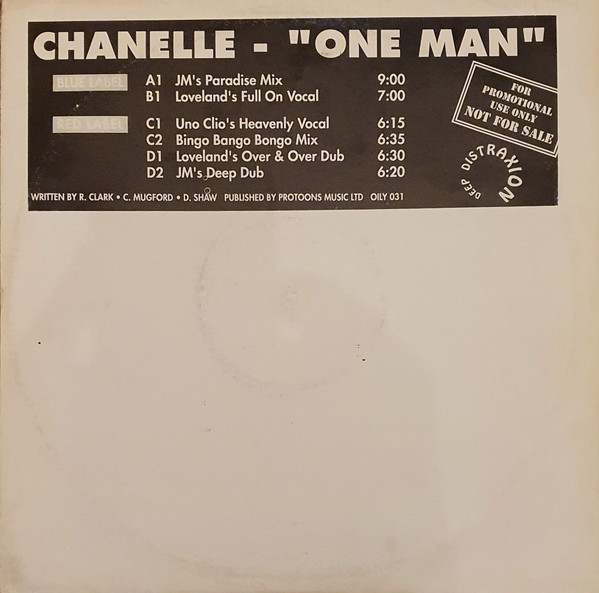 CHANELLE - "ONE MAN"
BLUE LABEL A1 JM's Paradise Mix 9:00
B1 Loveland's Full On Vocal 7:00
RED LABEL C1 Uno Clio's Heavenly Vocal 6:15
C2 Bingo Bango Bongo Mix 6:35
D1 Loveland's Over & Over Dub 6:30
D2 JM's Deep Dub 6:20
FOR
PROMOTIONAL
USE ONLY
NOT FOR SALE
DEEP DISTRAXION
WRITTEN BY R. CLARK • C. MUGFORD • D. SHAW PUBLISHED BY PROTOONS MUSIC LTD OILY 031